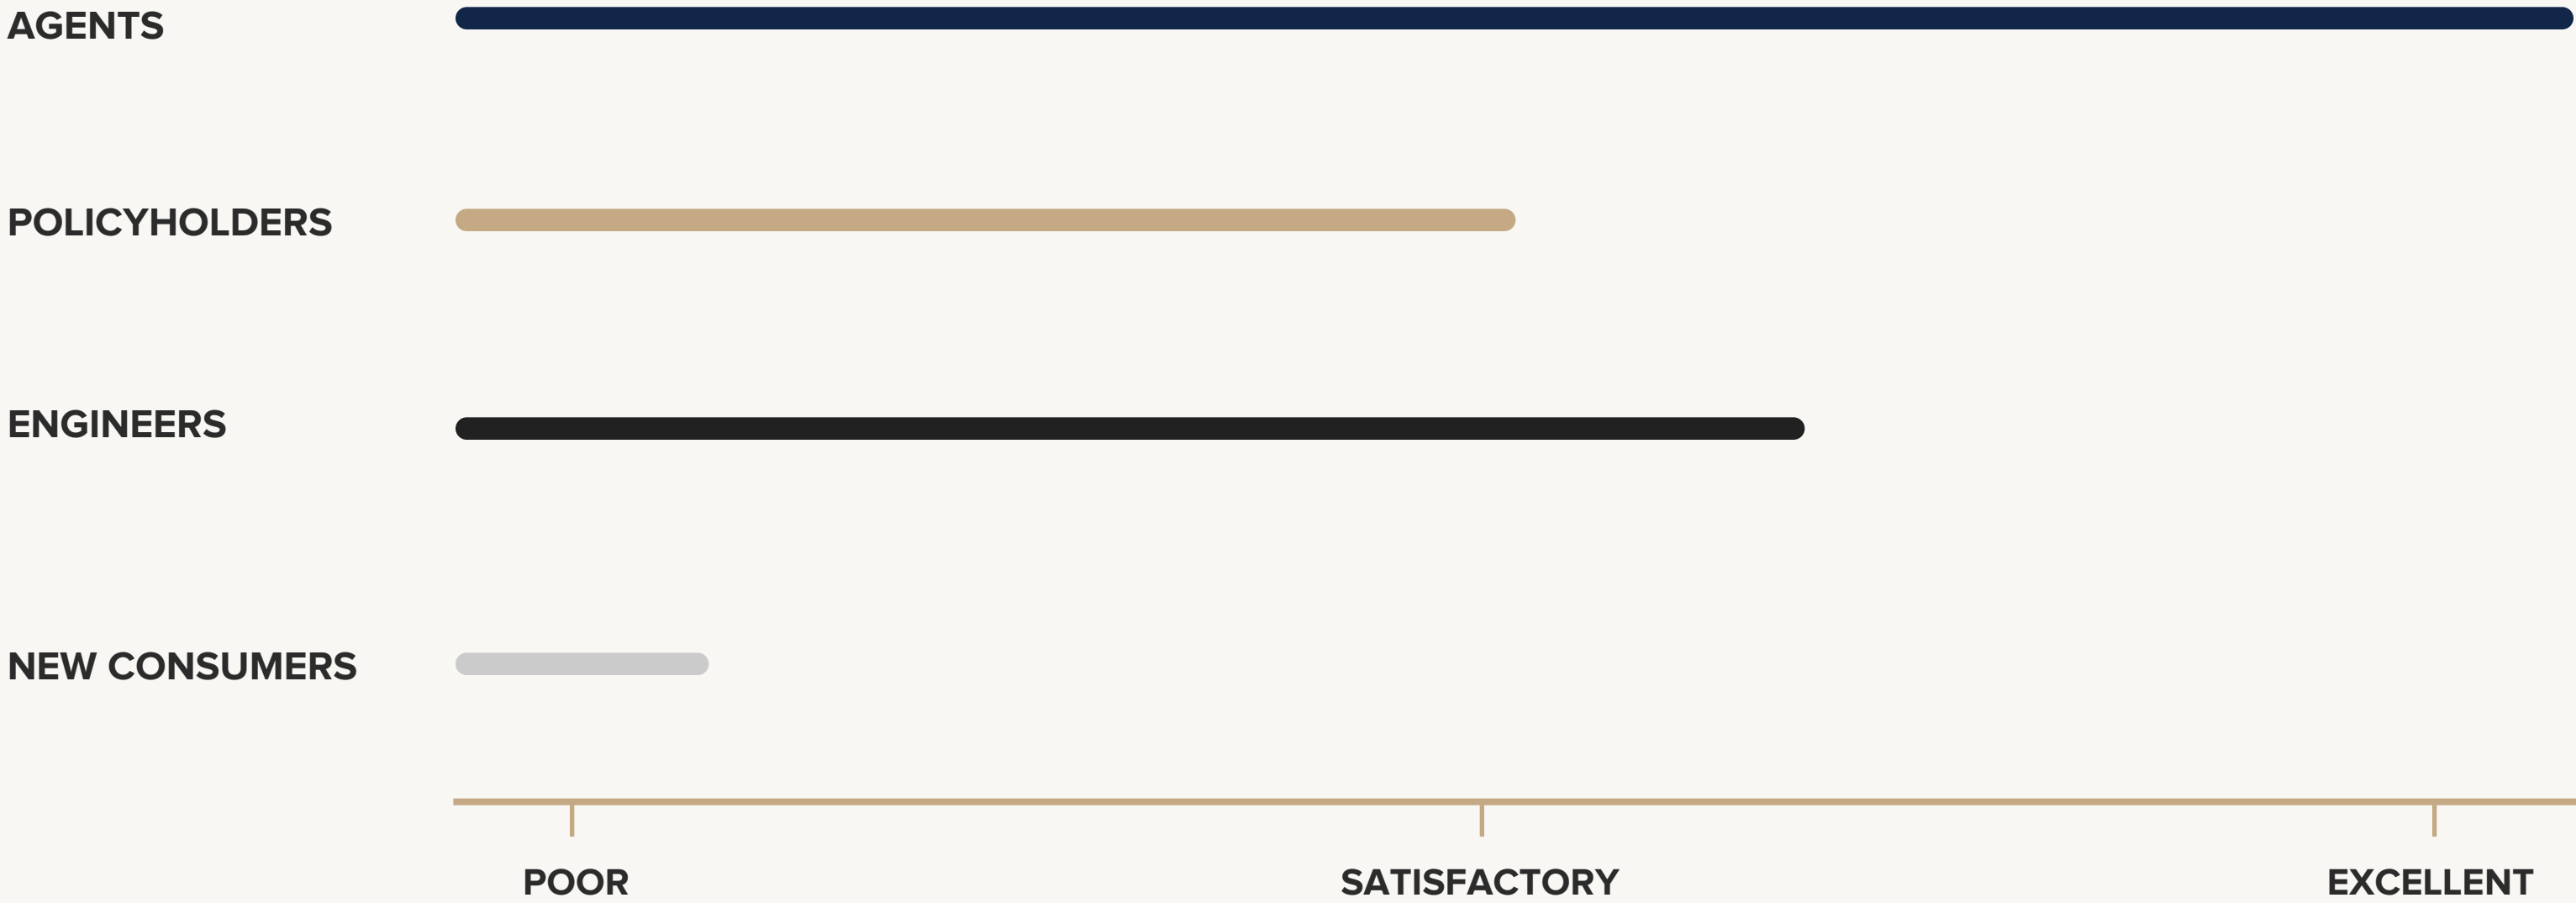 AGENTS
POLICYHOLDERS
ENGINEERS
NEW CONSUMERS
POOR SATISFACTORY EXCELLENT